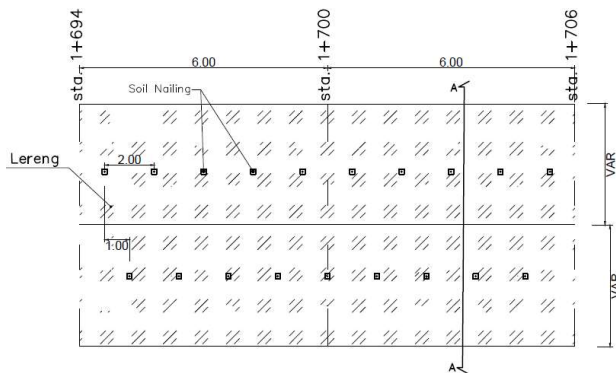 sta. 1+694
sta. 1+700
sta. 1+706
6.00
6.00
Soil Nailing
A
Lereng
2.00
VAR
1.00
VAR
A